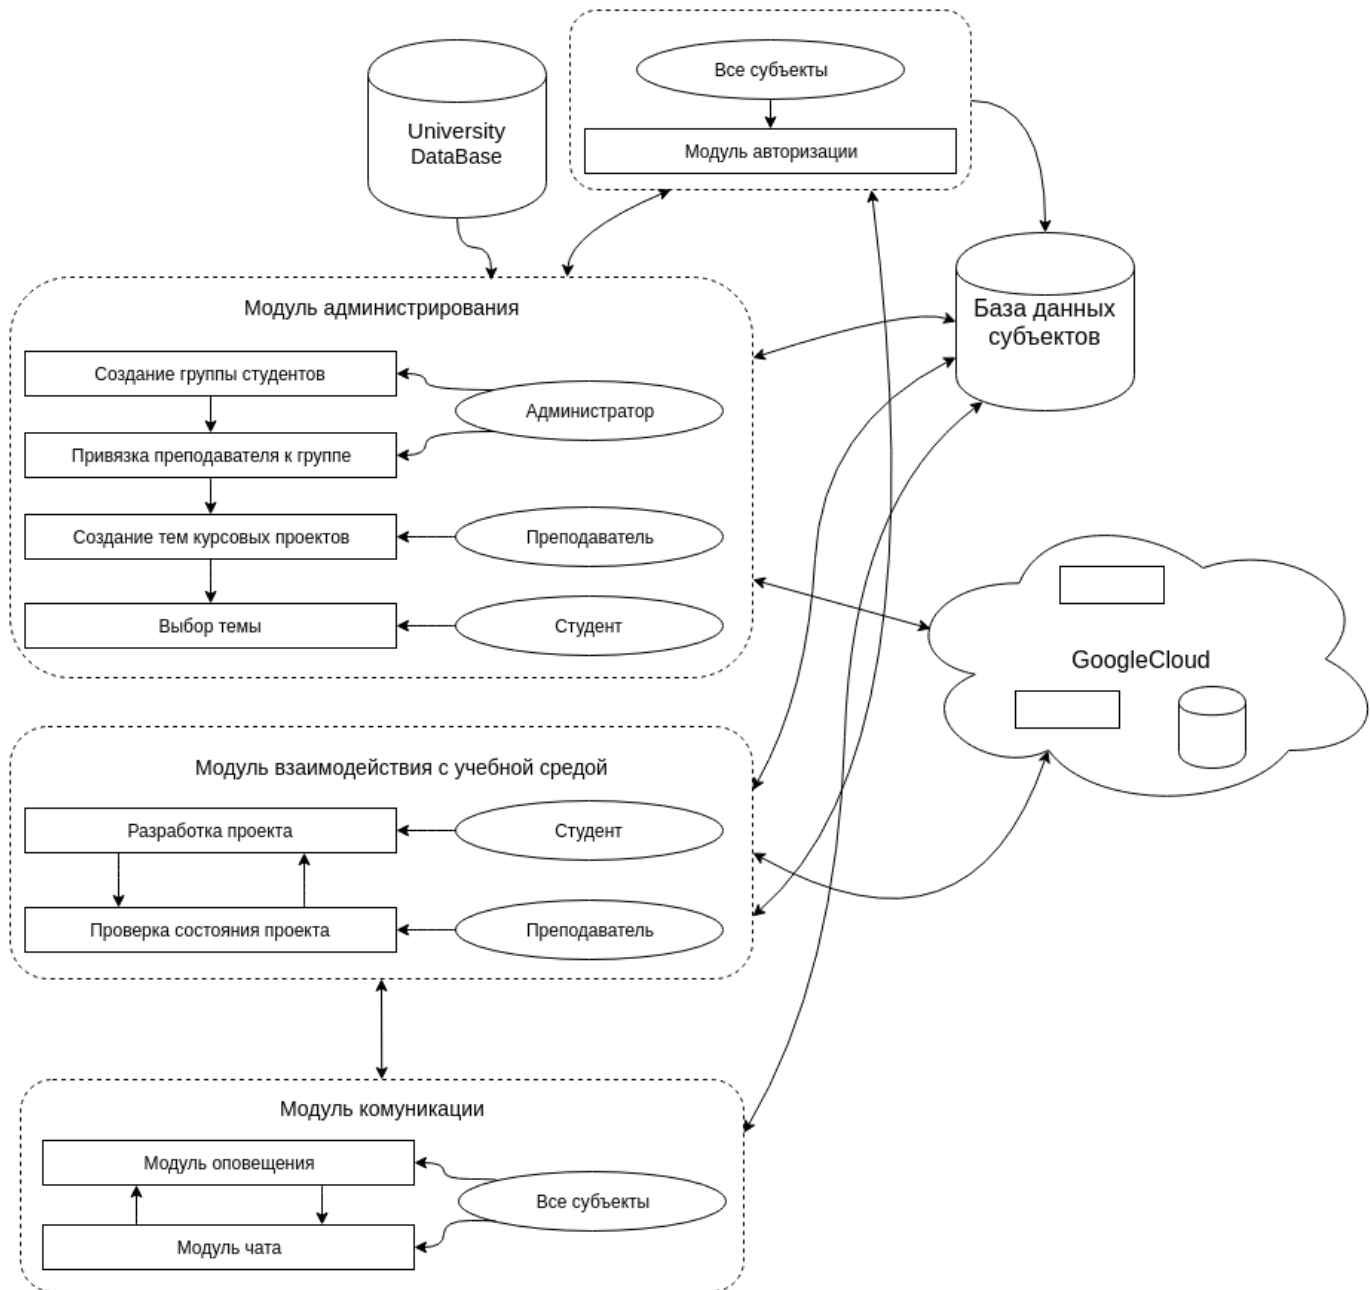 Все субъекты
Модуль авторизации
University
DataBase
База данных
субъектов
Модуль администрирования
Создание группы студентов
Администратор
Привязка преподавателя к группе
Создание тем курсовых проектов
Преподаватель
Выбор темы
Студент
GoogleCloud
Модуль взаимодействия с учебной средой
Разработка проекта
Студент
Проверка состояния проекта
Преподаватель
Модуль комуникации
Модуль оповещения
Все субъекты
Модуль чата